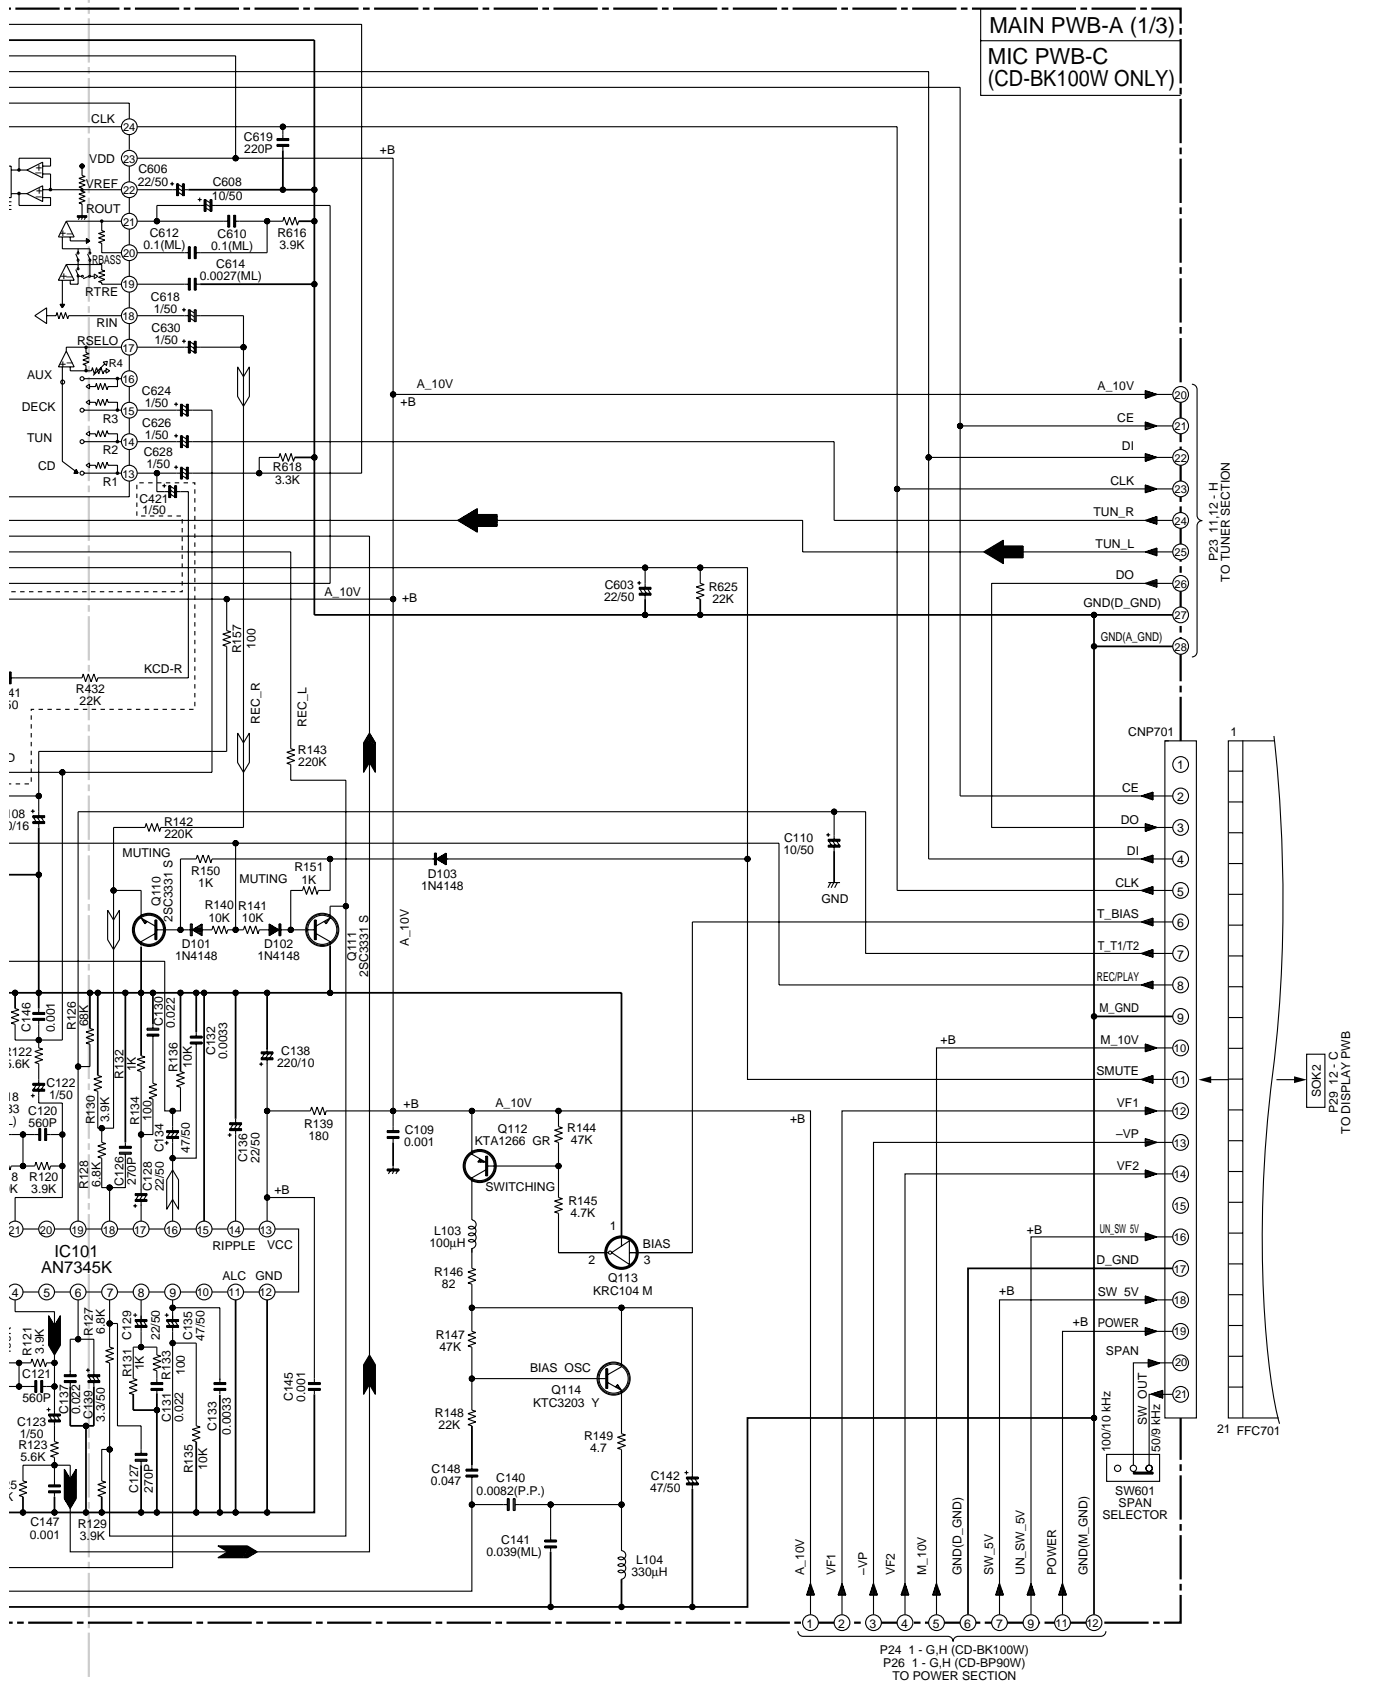 MAIN PWB-A (1/3)
MIC PWB-C
(CD-BK100W ONLY)
CLK
24
C619
220P
+B
VDD
23
C606
22/50
C608
10/50
VREF
22
ROUT
21
C612
0.1(ML)
C610
0.1(ML)
R616
3.9K
20
RBASS
C614
0.0027(ML)
19
RTRE
C618
1/50
RIN
18
C630
1/50
RSELO
17
R4
AUX
16
A_10V
+B
C624
1/50
DECK
15
R3
C626
1/50
TUN
14
R2
C628
1/50
CD
13
R1
R618
3.3K
C421
1/50
A_10V
20
CE
21
DI
22
CLK
23
TUN_R
24
TUN_L
25
DO
26
GND(D_GND)
27
GND(A_GND)
28
P23 11,12 - H
TO TUNER SECTION
C603
22/50
R625
22K
A_10V
+B
R157
100
KCD-R
R432
22K
REC_R
REC_L
R143
220K
CNP701
1
1
CE
2
DO
3
DI
4
CLK
5
T_BIAS
6
T_T1/T2
7
REC/PLAY
8
M_GND
9
+B
M_10V
10
SMUTE
11
VF1
12
–VP
13
VF2
14
15
+B
UN_SW 5V
16
D_GND
17
+B
SW 5V
18
+B
POWER
19
SPAN
20
SW OUT
21
21
FFC701
SOK2
P29 12 - C
TO DISPLAY PWB
100/10 kHz
50/9 kHz
SW601
SPAN
SELECTOR
R142
220K
C110
10/50
GND
MUTING
R150
1K
Q110
2SC3331 S
MUTING
R151
1K
D103
1N4148
R140
10K
R141
10K
D101
1N4148
D102
1N4148
Q111
2SC3331 S
A_10V
C146
0.001
R126
68K
R132
1K
C130
0.022
R136
10K
C132
0.0033
C138
220/10
C122
1/50
C120
560P
R130
3.9K
R134
100
C134
47/50
C136
22/50
R139
180
+B
A_10V
C109
0.001
R120
3.9K
R128
6.8K
C126
270P
C128
22/50
+B
Q112
KTA1266 GR
SWITCHING
R144
47K
R145
4.7K
+B
21
20
19
18
17
16
15
14
13
RIPPLE
VCC
IC101
AN7345K
ALC
GND
4
5
6
7
8
9
10
11
12
L103
100μH
R146
82
1
2
3
BIAS
Q113
KRC104 M
R121
3.9K
R127
6.8K
C129
22/50
C135
47/50
C121
560P
C137
0.022
C139
3.3/50
R131
1K
R133
100
C131
0.022
C133
0.0033
C145
0.001
C123
1/50
R123
5.6K
C127
270P
R135
10K
C147
0.001
R129
3.9K
R147
47K
BIAS OSC
Q114
KTC3203 Y
R148
22K
R149
4.7
C148
0.047
C140
0.0082(P.P.)
C142
47/50
C141
0.039(ML)
L104
330μH
A_10V
VF1
–VP
VF2
M_10V
GND(D_GND)
SW_5V
UN_SW_5V
POWER
GND(M_GND)
1
2
3
4
5
6
7
9
11
12
P24 1 - G,H (CD-BK100W)
P26 1 - G,H (CD-BP90W)
TO POWER SECTION